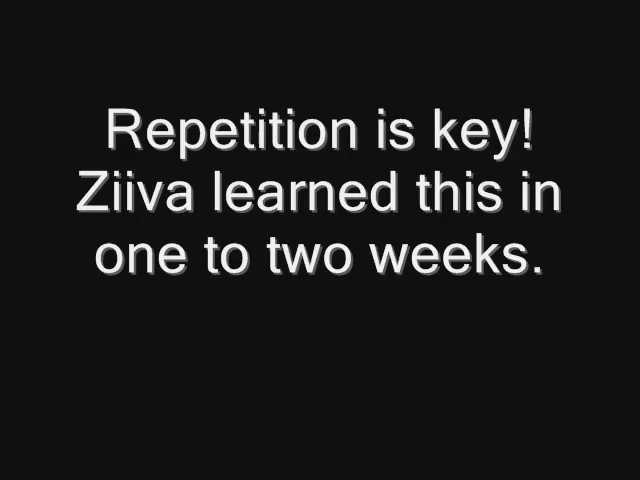 Repetition is key!
Ziiva learned this in
one to two weeks.